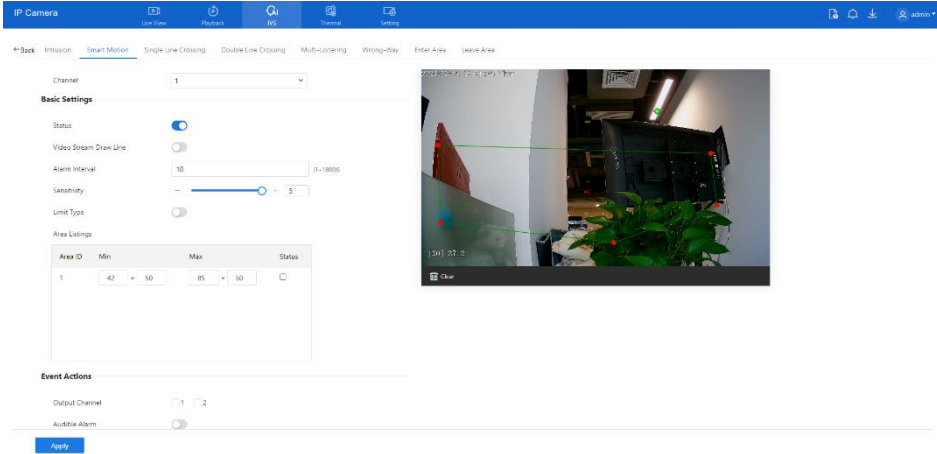 IP Camera
Live View
Playback
IVS
Thermal
Setting
admin
Back Intrusion Smart Motion Single Line Crossing Double Line Crossing Multi-Loitering Wrong-Way Enter Area Leave Area
Channel 1
Basic Settings
Status
Video Stream Draw Line
Alarm Interval 10
Sensitivity − + 5
Limit Type
Area Listings
Area ID Min Max Status
1 42 * 50 85 * 50
[20] 37.2
Clear
Event Actions
Output Channel 1 2
Audible Alarm
Apply